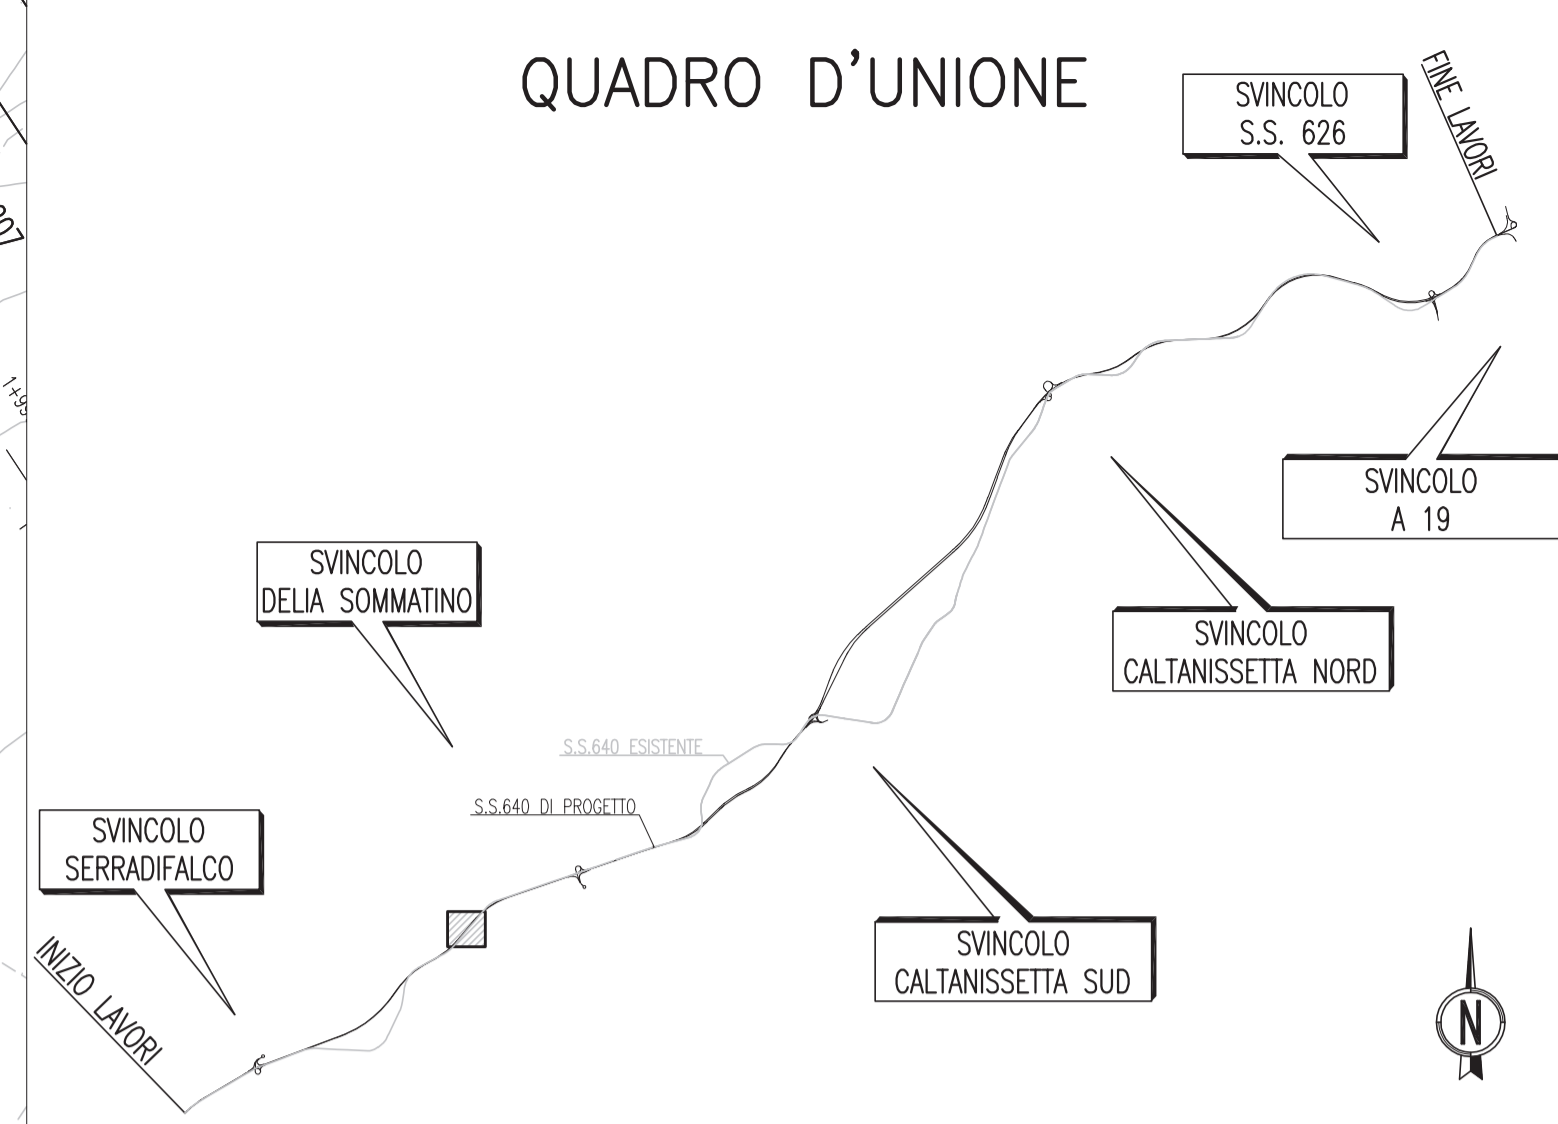 QUADRO D'UNIONE
SVINCOLO
S.S. 626
FINE LAVORI
SVINCOLO
A 19
SVINCOLO
DELIA SOMMATINO
SVINCOLO
CALTANISSETTA NORD
S.S.640 ESISTENTE
S.S.640 DI PROGETTO
SVINCOLO
SERRADIFALCO
SVINCOLO
CALTANISSETTA SUD
INIZIO LAVORI
N